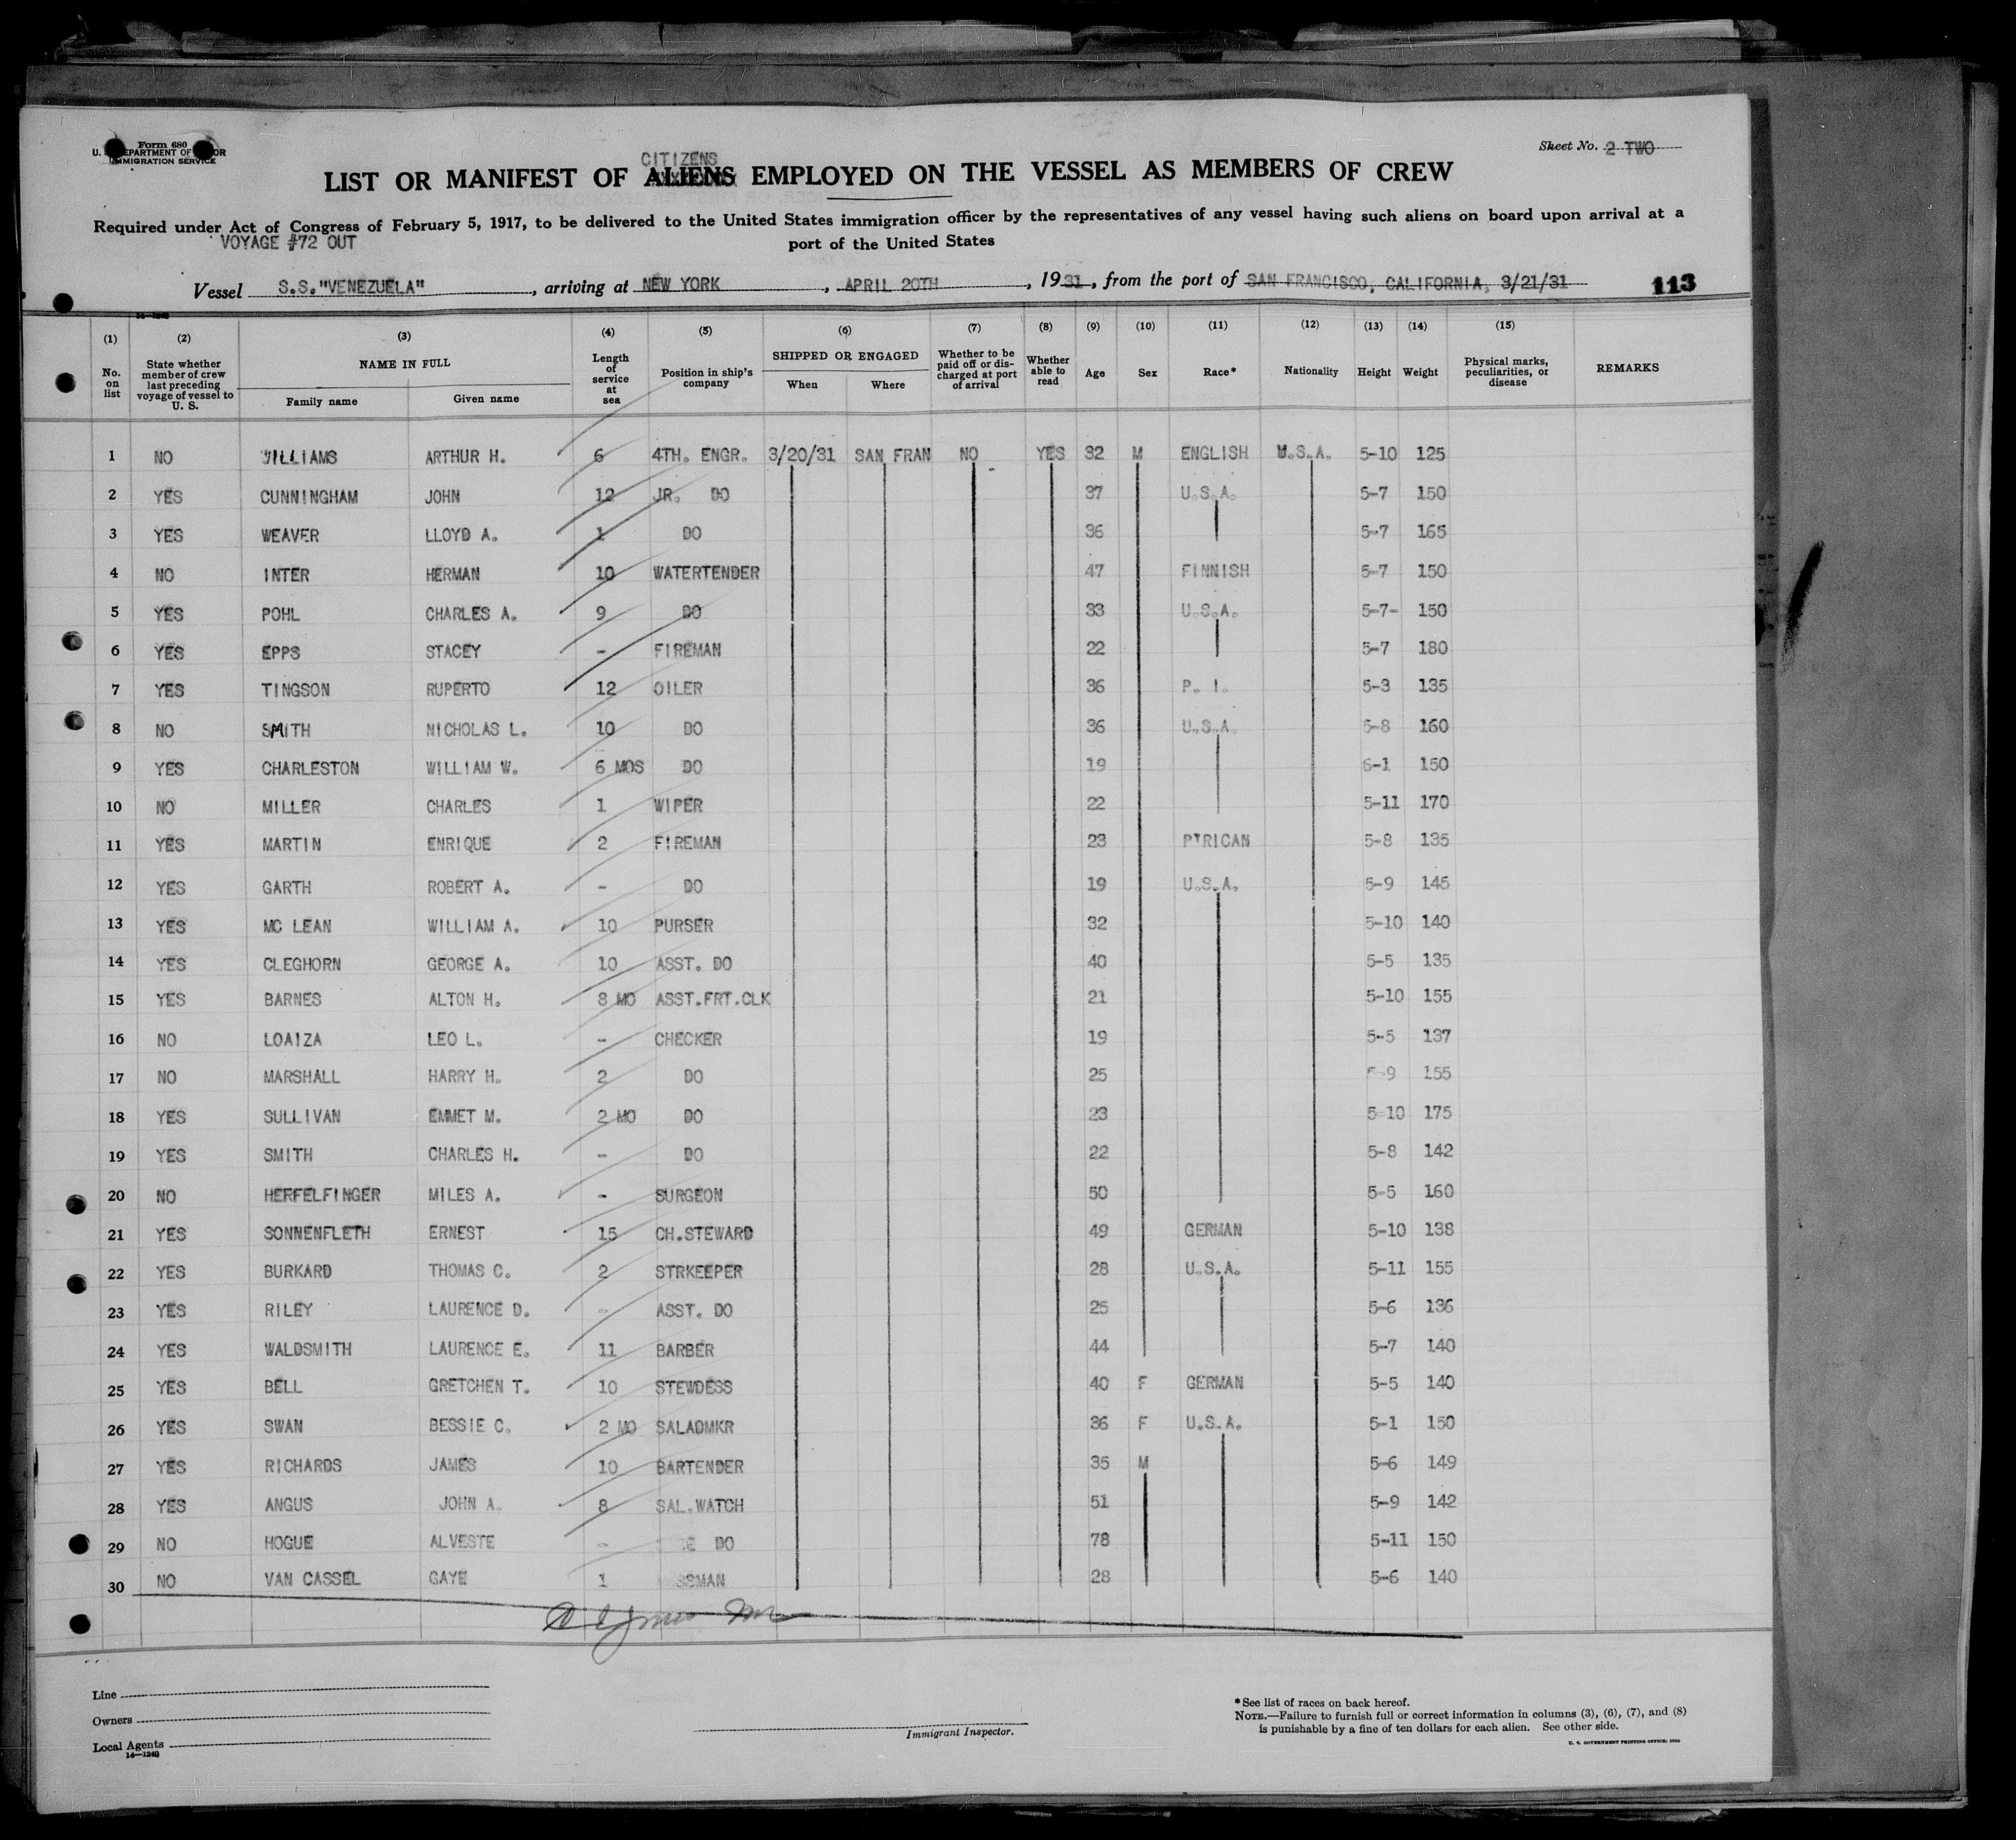 Form 680
U. S. DEPARTMENT OF LABOR
IMMIGRATION SERVICE
Sheet No. 2 TWO
CITIZENS
LIST OR MANIFEST OF ALIENS EMPLOYED ON THE VESSEL AS MEMBERS OF CREW
Required under Act of Congress of February 5, 1917, to be delivered to the United States immigration officer by the representatives of any vessel having such aliens on board upon arrival at a
VOYAGE #72 OUT port of the United States
Vessel S.S."VENEZUELA", arriving at NEW YORK, APRIL 20TH, 1931, from the port of SAN FRANCISCO, CALIFORNIA, 3/21/31 113
(1) (2) (3) (4) (5) (6) (7) (8) (9) (10) (11) (12) (13) (14) (15)
No. on list State whether member of crew last preceding voyage of vessel to U. S. NAME IN FULL Family name Given name Length of service at sea Position in ship's company SHIPPED OR ENGAGED When Where Whether to be paid off or discharged at port of arrival Whether able to read Age Sex Race* Nationality Height Weight Physical marks, peculiarities, or disease REMARKS
1 NO WILLIAMS ARTHUR H. 6 4TH. ENGR. 3/20/31 SAN FRAN NO YES 32 M ENGLISH U.S.A. 5-10 125
2 YES CUNNINGHAM JOHN 12 JR. DO 37 U.S.A. 5-7 150
3 YES WEAVER LLOYD A. 1 DO 36 5-7 165
4 NO INTER HERMAN 10 WATERTENDER 47 FINNISH 5-7 150
5 YES POHL CHARLES A. 9 DO 33 U.S.A. 5-7- 150
6 YES EPPS STACEY - FIREMAN 22 5-7 180
7 YES TINGSON RUPERTO 12 OILER 36 P. I. 5-3 135
8 NO SMITH NICHOLAS L. 10 DO 36 U.S.A. 5-8 160
9 YES CHARLESTON WILLIAM W. 6 MOS DO 19 6-1 150
10 NO MILLER CHARLES 1 WIPER 22 5-11 170
11 YES MARTIN ENRIQUE 2 FIREMAN 23 PTRICAN 5-8 135
12 YES GARTH ROBERT A. - DO 19 U.S.A. 5-9 145
13 YES MC LEAN WILLIAM A. 10 PURSER 32 5-10 140
14 YES CLEGHORN GEORGE A. 10 ASST. DO 40 5-5 135
15 YES BARNES ALTON H. 8 MO ASST.FRT.CLK 21 5-10 155
16 NO LOAIZA LEO L. - CHECKER 19 5-5 137
17 NO MARSHALL HARRY H. 2 DO 25 5-9 155
18 YES SULLIVAN EMMET M. 2 MO DO 23 5-10 175
19 YES SMITH CHARLES H. - DO 22 5-8 142
20 NO HEFFELFINGER MILES A. - SURGEON 50 5-5 160
21 YES SONNENFLETH ERNEST 15 CH.STEWARD 49 GERMAN 5-10 138
22 YES BURKARD THOMAS C. 2 STRKEEPER 28 U.S.A. 5-11 155
23 YES RILEY LAURENCE D. - ASST. DO 25 5-6 136
24 YES WALDSMITH LAURENCE E. 11 BARBER 44 5-7 140
25 YES BELL GRETCHEN T. 10 STEWDESS 40 F GERMAN 5-5 140
26 YES SWAN BESSIE C. 2 MO SALADMKR 36 F U.S.A. 5-1 150
27 YES RICHARDS JAMES 10 BARTENDER 35 M 5-6 149
28 YES ANGUS JOHN A. 8 SAL.WATCH 51 5-9 142
29 NO HOGUE ALVESTE - DO 78 5-11 150
30 NO VAN CASSEL GAYE 1 28 5-6 140
Line
Owners
Local Agents
14—1240
Immigrant Inspector.
*See list of races on back hereof.
NOTE.—Failure to furnish full or correct information in columns (3), (6), (7), and (8)
is punishable by a fine of ten dollars for each alien. See other side.
U. S. GOVERNMENT PRINTING OFFICE: